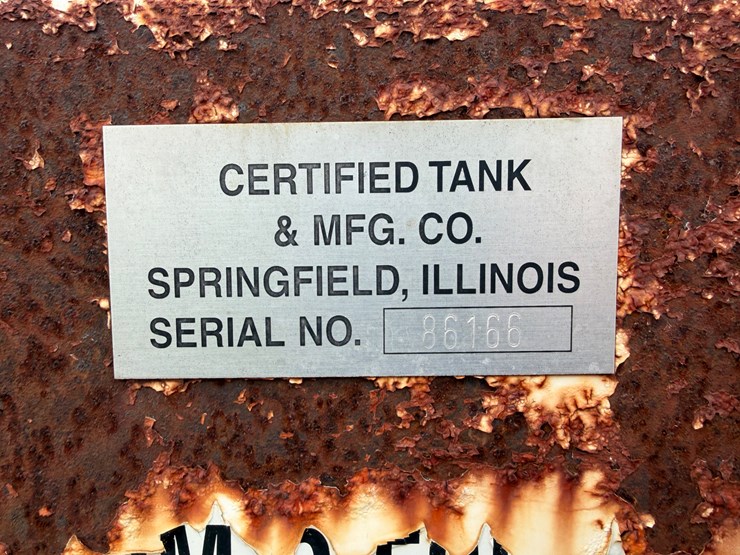 CERTIFIED TANK
& MFG. CO.
SPRINGFIELD, ILLINOIS
SERIAL NO. 86166